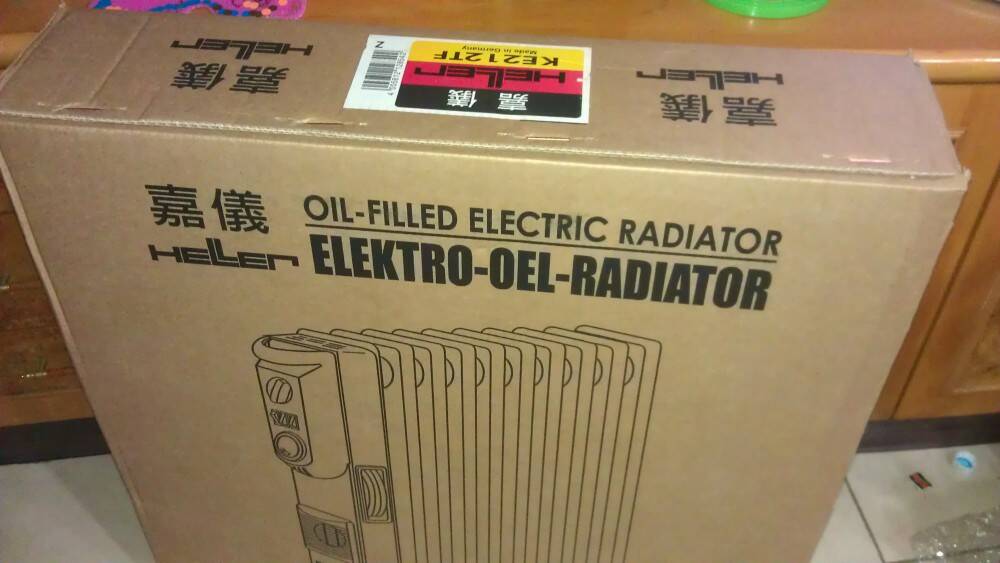 HELLER
嘉儀
嘉儀
HELLER
KE212TF
Made in Germany
Z
HELLER
嘉儀
嘉儀
HELLER
OIL-FILLED ELECTRIC RADIATOR
ELEKTRO-OEL-RADIATOR